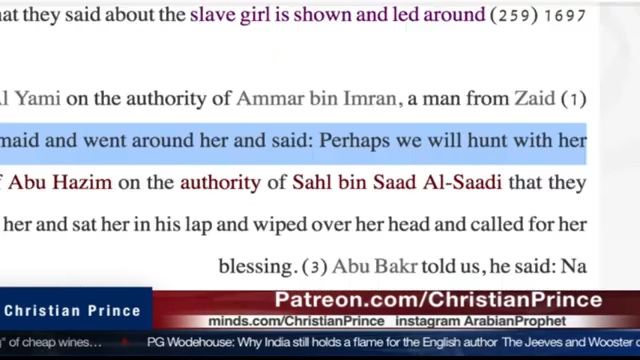 at they said about the slave girl is shown and led around (259) 1697
Al Yami on the authority of Ammar bin Imran, a man from Zaid (1)
maid and went around her and said: Perhaps we will hunt with her
f Abu Hazim on the authority of Sahl bin Saad Al-Saadi that they
her and sat her in his lap and wiped over her head and called for her
blessing. (3) Abu Bakr told us, he said: Na
Christian Prince
Patreon.com/ChristianPrince
minds.com/ChristianPrince instagram ArabianProphet
" of cheap wines... PG Wodehouse: Why India still holds a flame for the English author The Jeeves and Wooster c